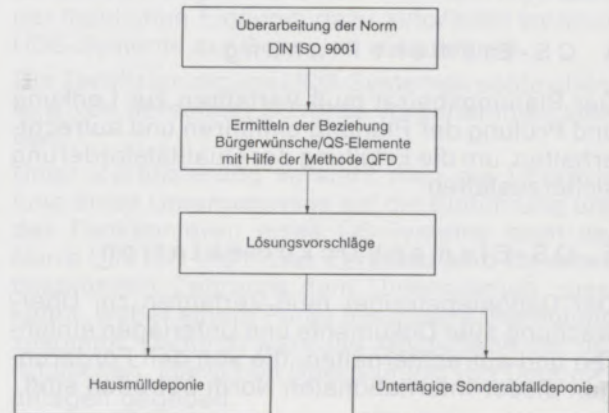 Überarbeitung der Norm
DIN ISO 9001
Ermitteln der Beziehung
Bürgerwünsche/QS-Elemente
mit Hilfe der Methode QFD
Lösungsvorschläge
Hausmülldeponie
Untertägige Sonderabfalldeponie